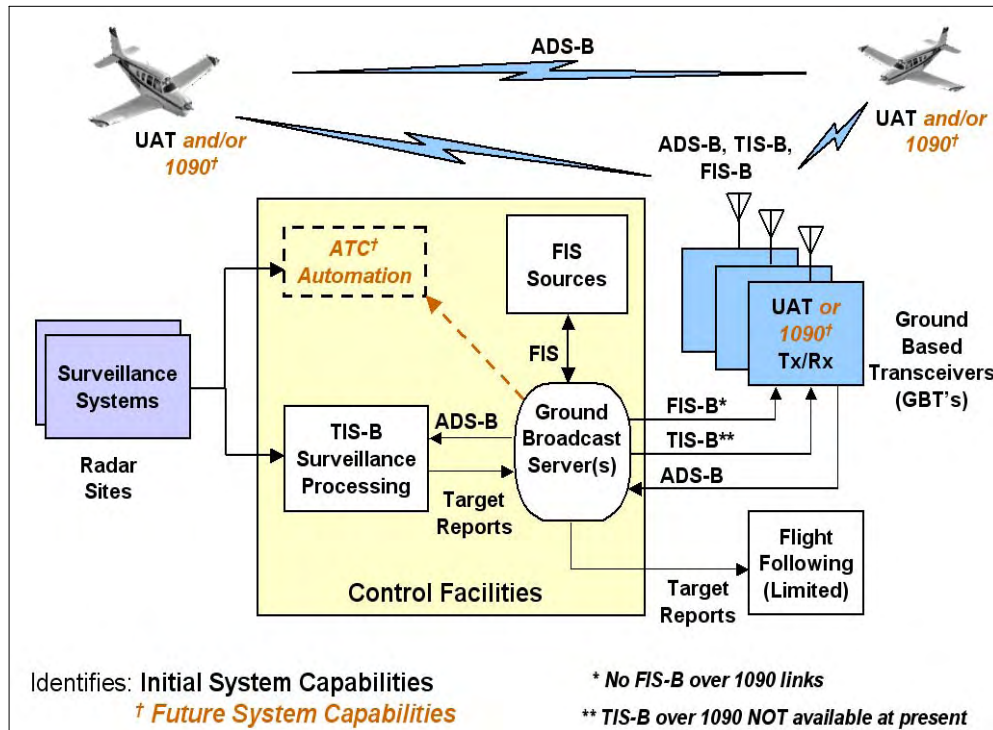 ADS-B
UAT and/or
1090†
UAT and/or
1090†
ADS-B, TIS-B,
FIS-B
ATC†
Automation
FIS
Sources
UAT or
1090†
Tx/Rx
Ground
Based
Transceivers
(GBT's)
Surveillance
Systems
Radar
Sites
FIS
TIS-B
Surveillance
Processing
ADS-B
Target
Reports
Ground
Broadcast
Server(s)
FIS-B*
TIS-B**
ADS-B
Flight
Following
(Limited)
Target
Reports
Control Facilities
Identifies: Initial System Capabilities
† Future System Capabilities
* No FIS-B over 1090 links
** TIS-B over 1090 NOT available at present